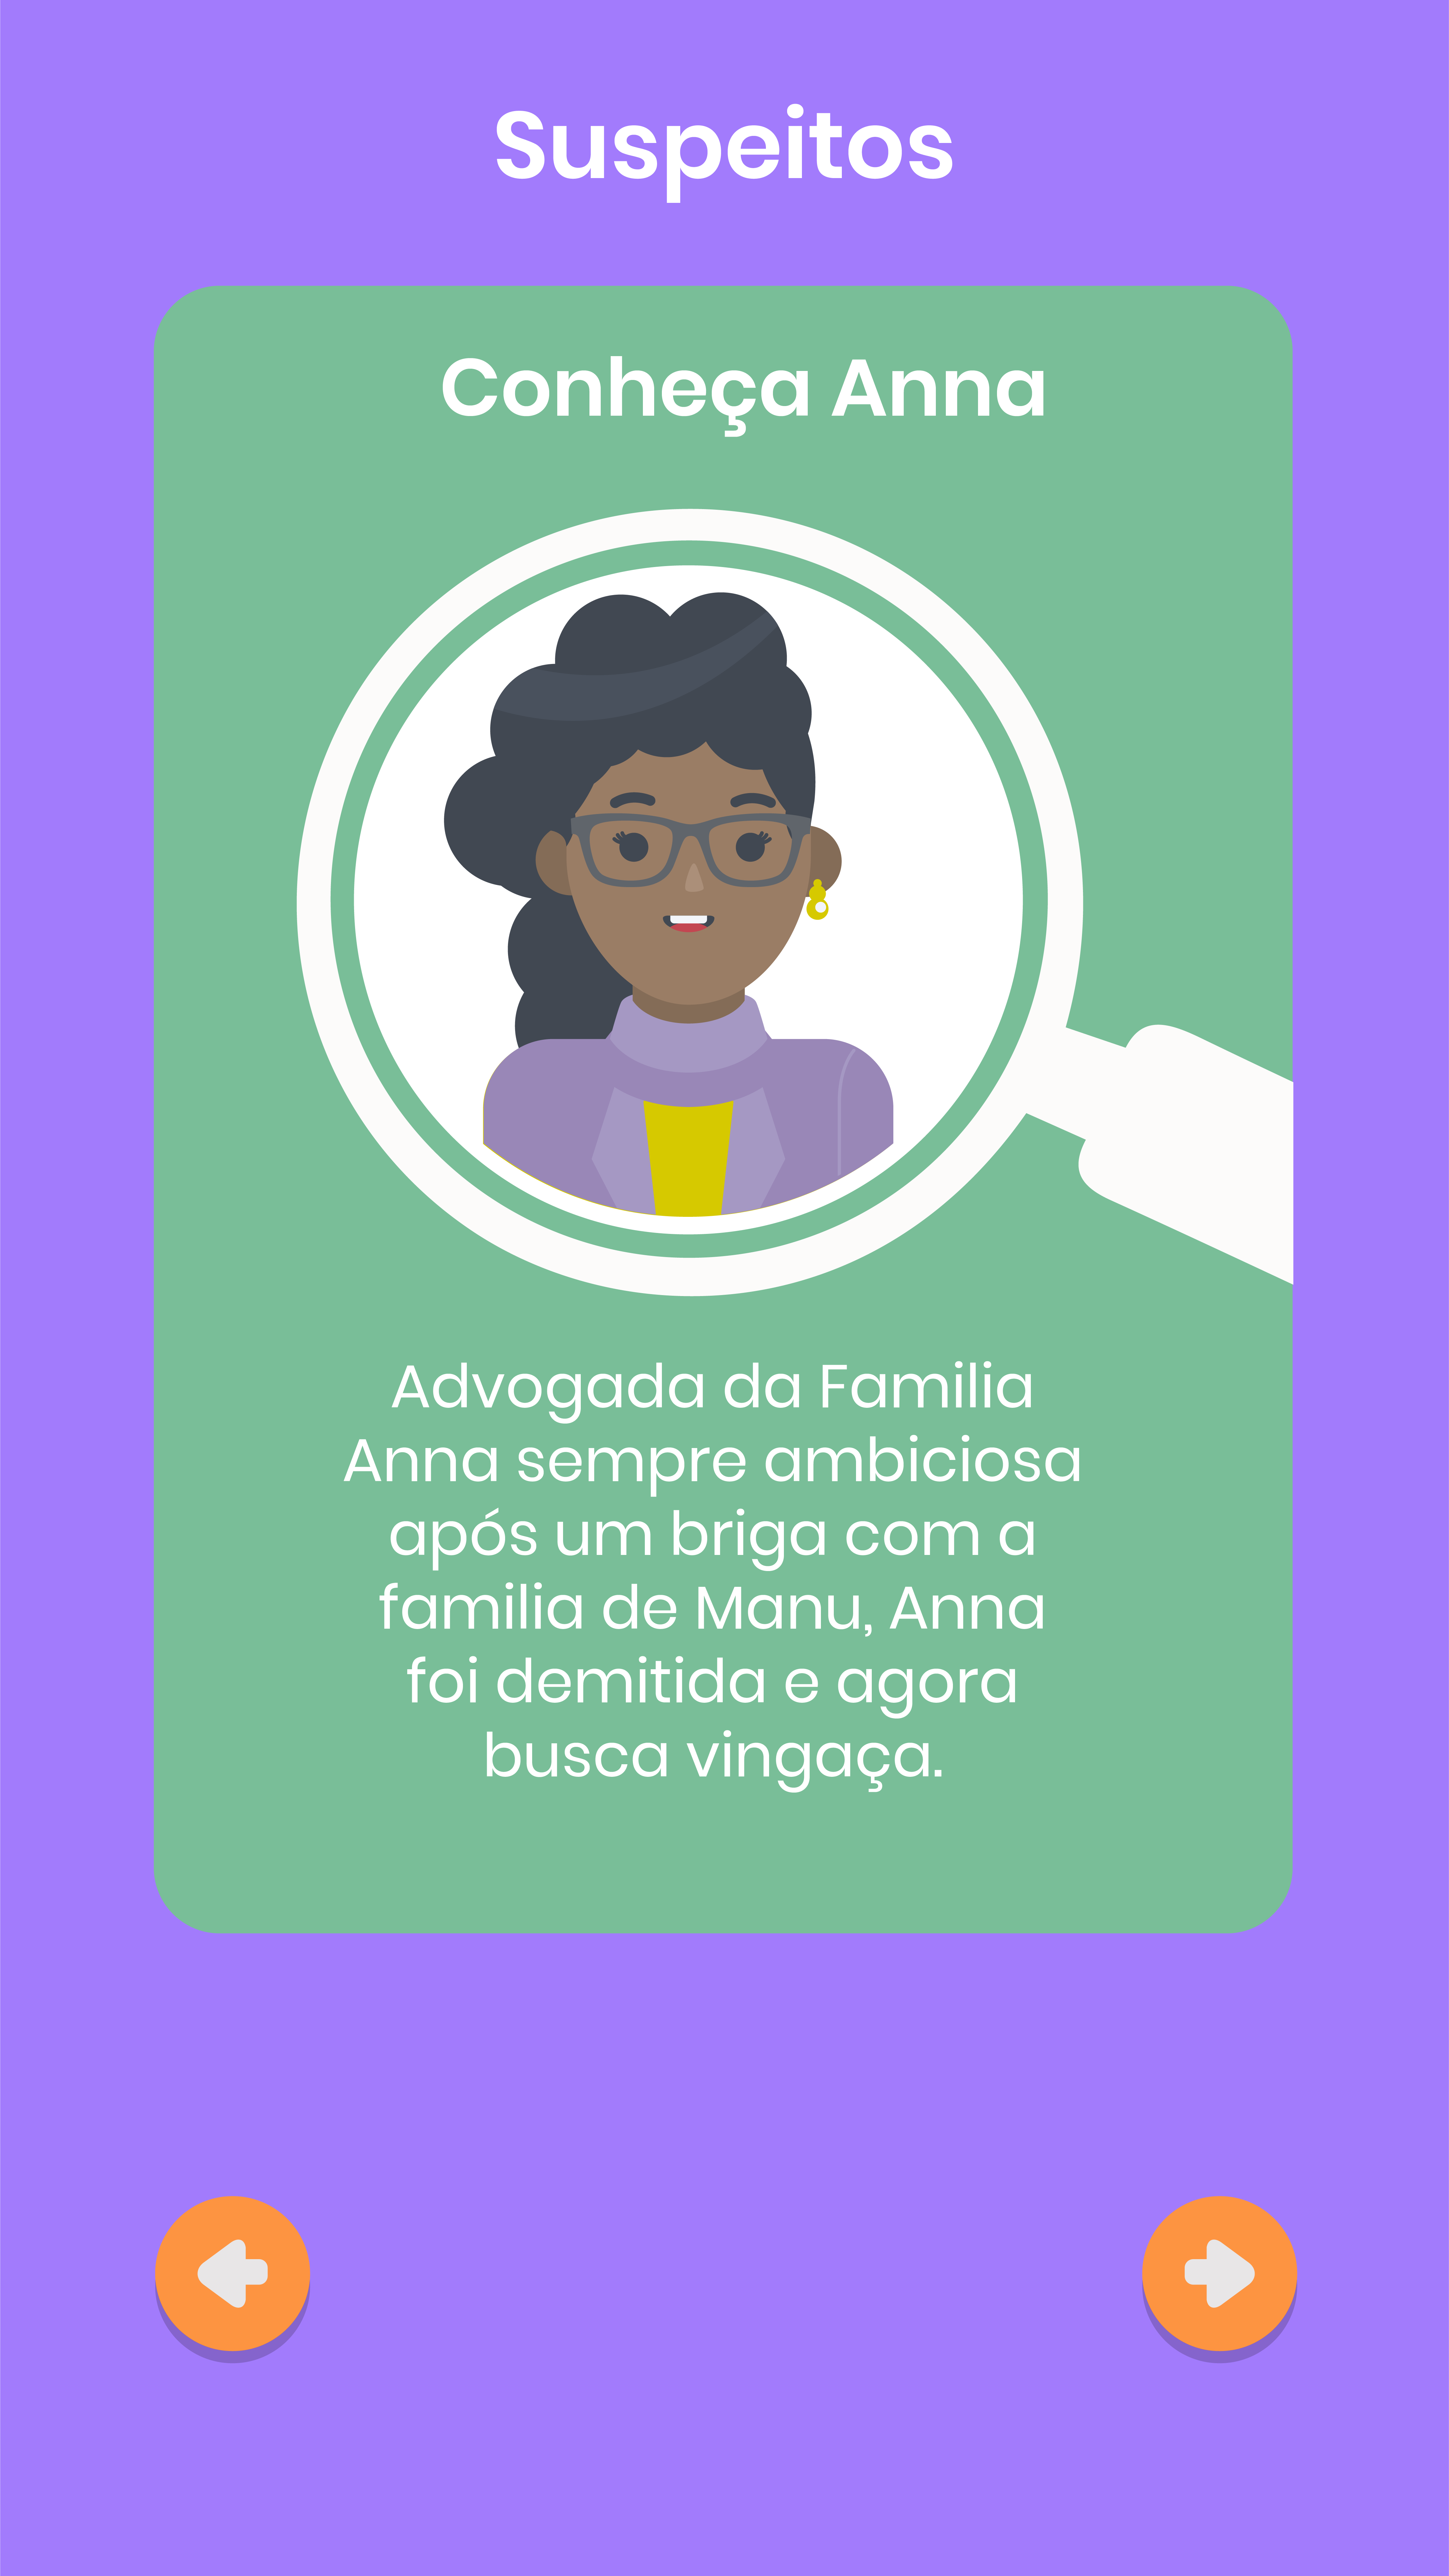 Suspeitos
Conheça Anna
Advogada da Familia
Anna sempre ambiciosa
após um briga com a
familia de Manu, Anna
foi demitida e agora
busca vingaça.